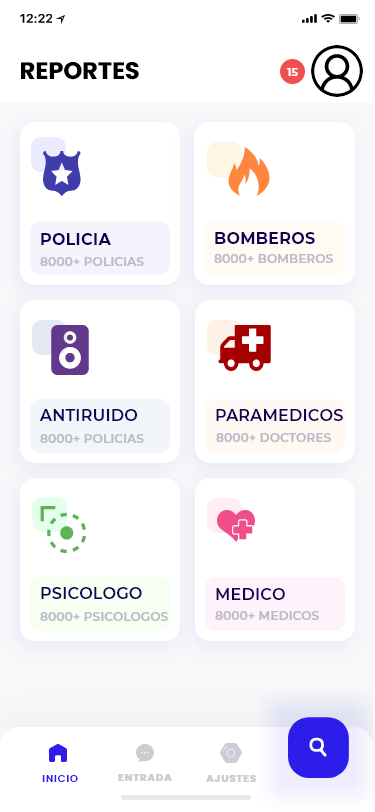 12:22
REPORTES
15
POLICIA
8000+ POLICIAS
BOMBEROS
8000+ BOMBEROS
ANTIRUIDO
8000+ POLICIAS
PARAMEDICOS
8000+ DOCTORES
PSICOLOGO
8000+ PSICOLOGOS
MEDICO
8000+ MEDICOS
INICIO
ENTRADA
AJUSTES